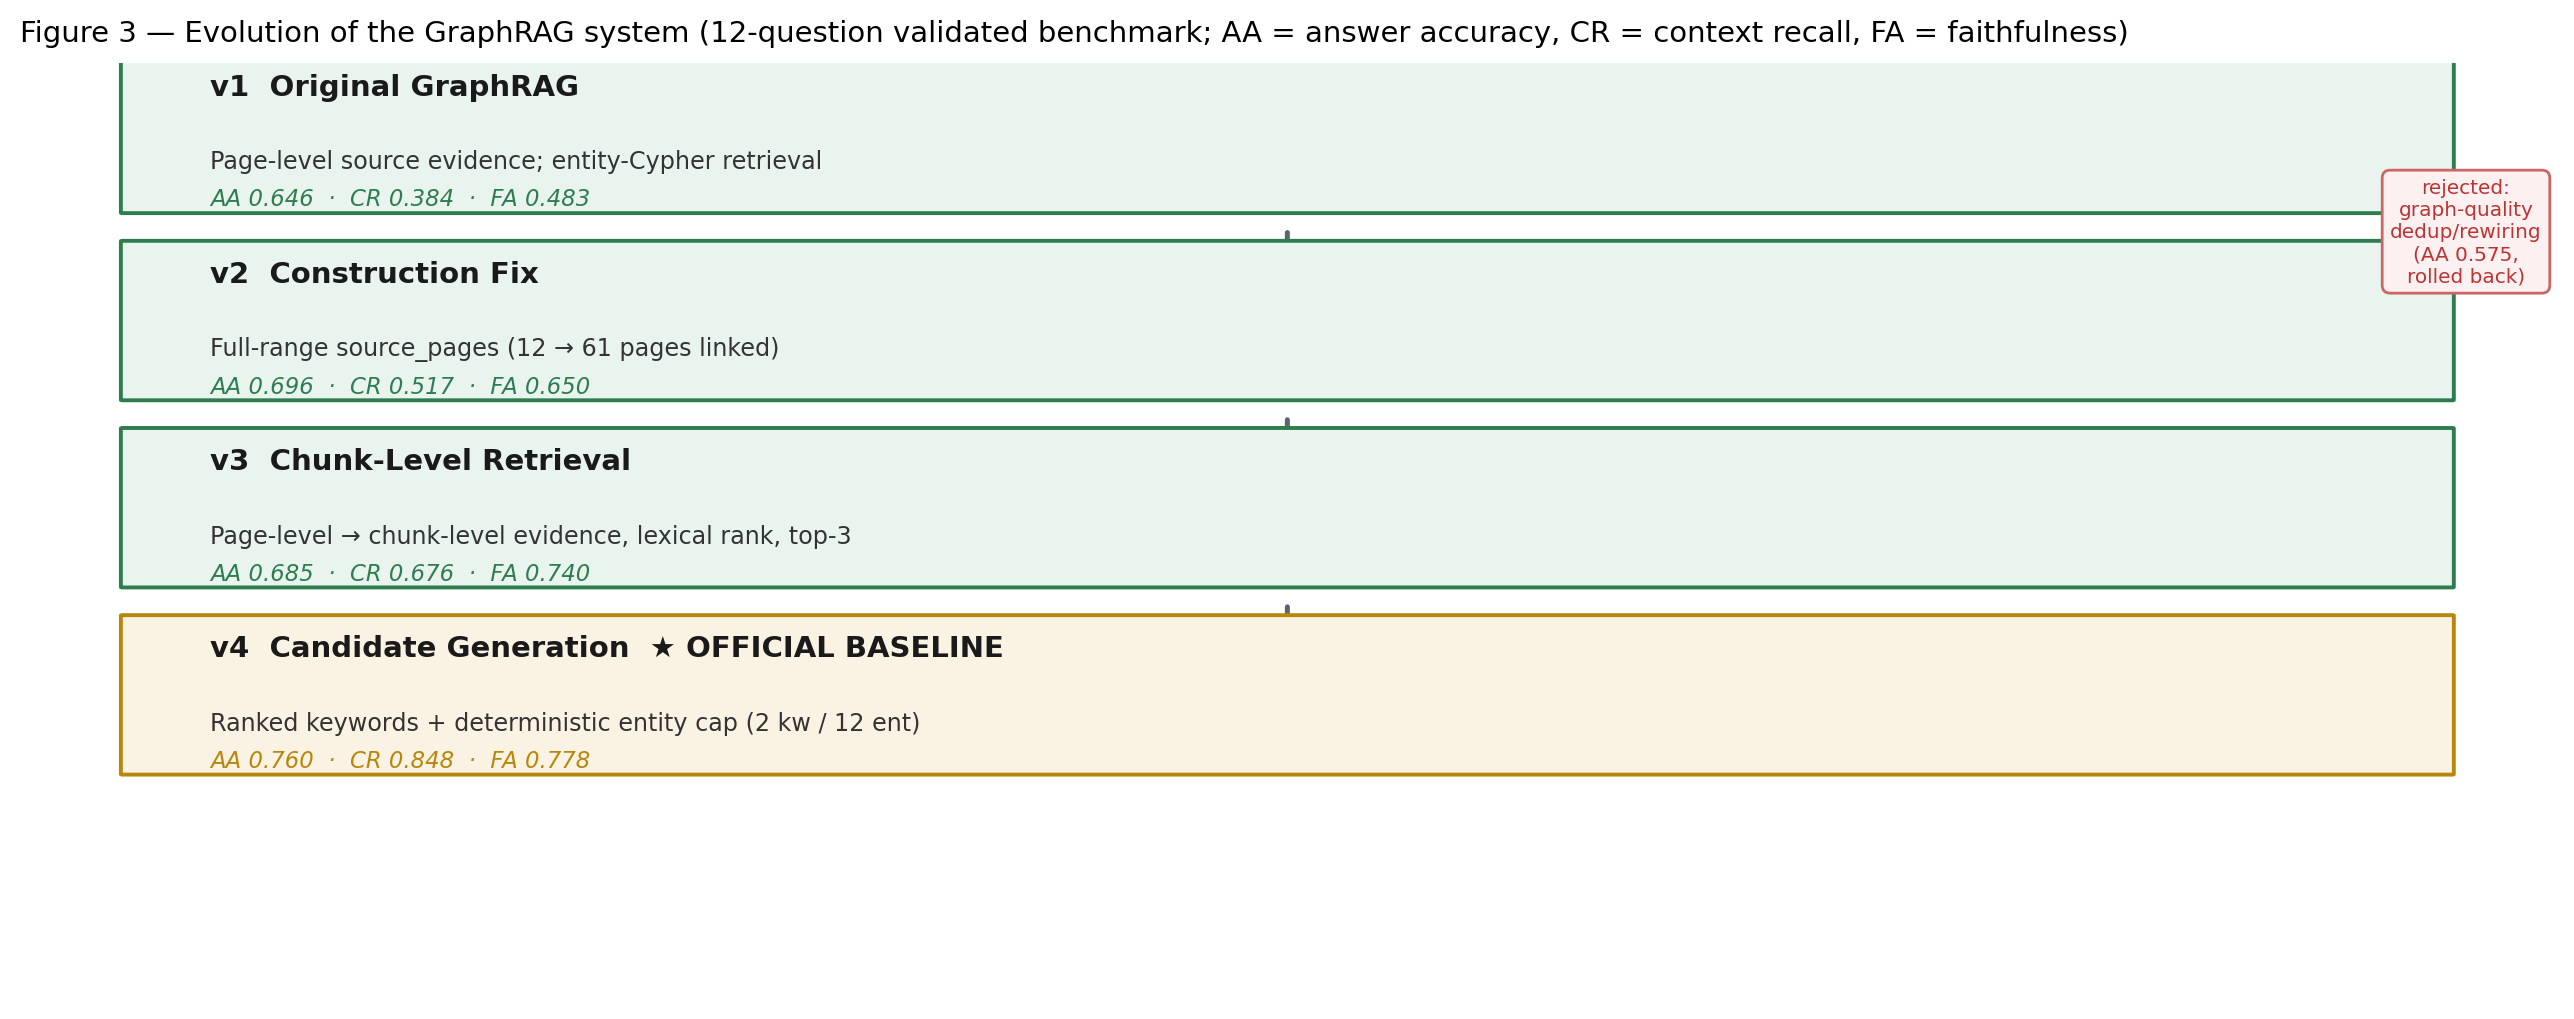 Figure 3 — Evolution of the GraphRAG system (12-question validated benchmark; AA = answer accuracy, CR = context recall, FA = faithfulness)
v1  Original GraphRAG
Page-level source evidence; entity-Cypher retrieval
AA 0.646  ·  CR 0.384  ·  FA 0.483
rejected:
graph-quality
dedup/rewiring
(AA 0.575,
rolled back)
v2  Construction Fix
Full-range source_pages (12 → 61 pages linked)
AA 0.696  ·  CR 0.517  ·  FA 0.650
v3  Chunk-Level Retrieval
Page-level → chunk-level evidence, lexical rank, top-3
AA 0.685  ·  CR 0.676  ·  FA 0.740
v4  Candidate Generation  ★ OFFICIAL BASELINE
Ranked keywords + deterministic entity cap (2 kw / 12 ent)
AA 0.760  ·  CR 0.848  ·  FA 0.778